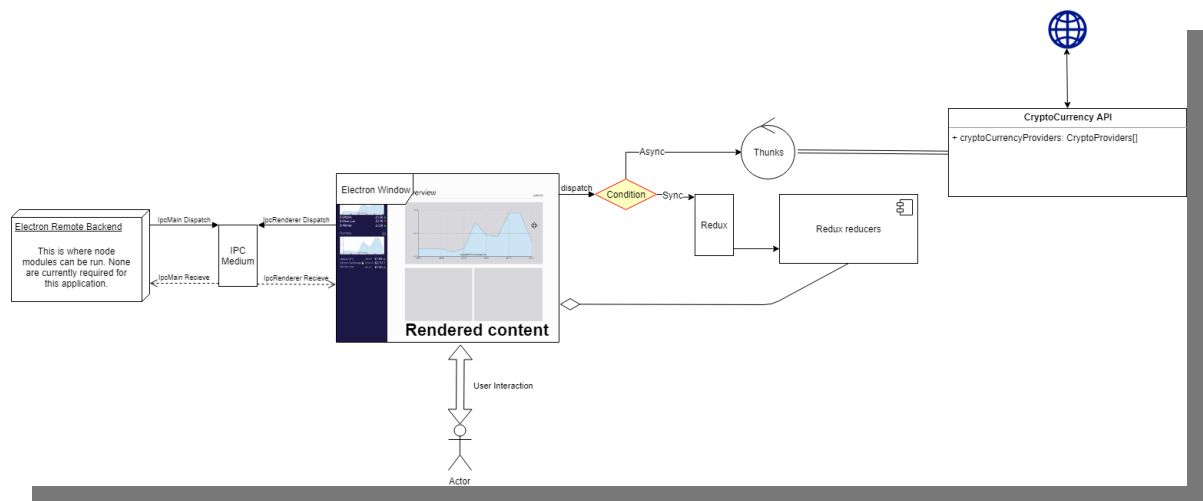 CryptoCurrency API
+ cryptoCurrencyProviders: CryptoProviders[]
Async
Thunks
Electron Window
dispatch
Condition
Sync
Redux
Redux reducers
IpcMain Dispatch
IpcRenderer Dispatch
Electron Remote Backend
This is where node
modules can be run. None
are currently required for
this application.
IPC
Medium
IpcMain Recieve
IpcRenderer Recieve
Rendered content
User Interaction
Actor